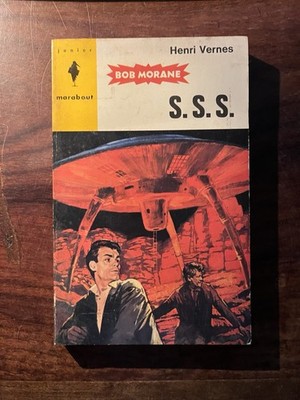 junior
marabout
Henri Vernes
BOB MORANE
S.S.S.